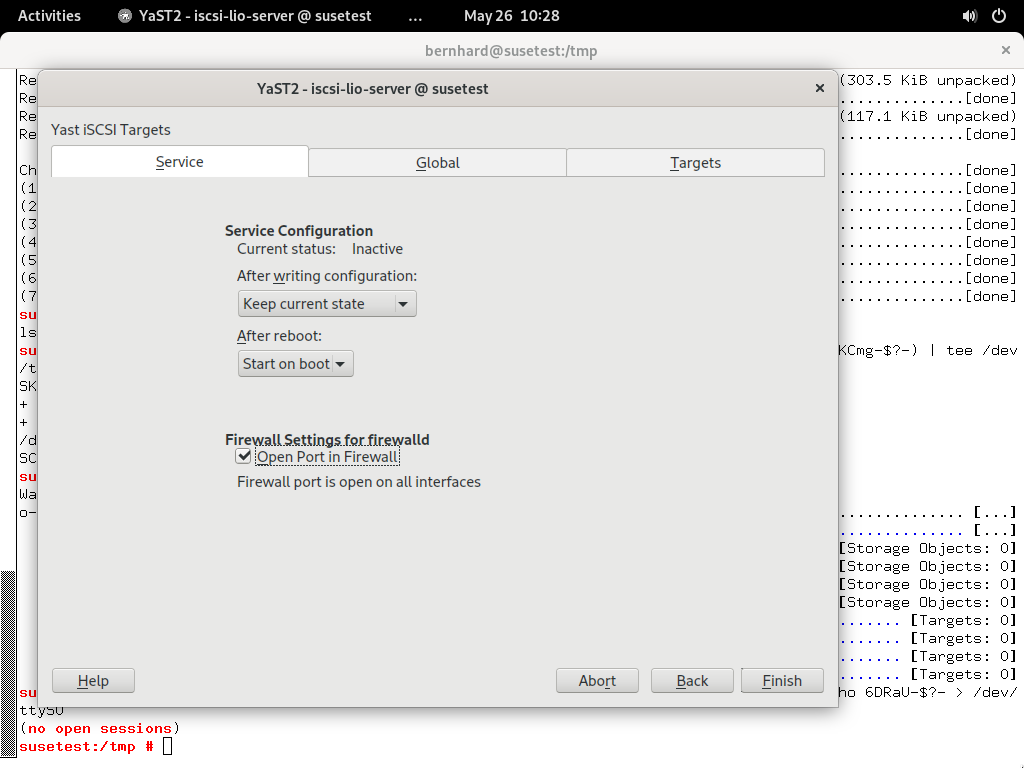 Activities YaST2 - iscsi-lio-server @ susetest ... May 26 10:28
bernhard@susetest:/tmp ×
YaST2 - iscsi-lio-server @ susetest ×
Yast iSCSI Targets
Service Global Targets
Service Configuration
Current status: Inactive
After writing configuration:
Keep current state
After reboot:
Start on boot
Firewall Settings for firewalld
Open Port in Firewall
Firewall port is open on all interfaces
Help Abort Back Finish
Re (303.5 KiB unpacked)
Re ..............[done]
Re (117.1 KiB unpacked)
Re ..............[done]
Ch ..............[done]
(1 ..............[done]
(2 ..............[done]
(3 ..............[done]
(4 ..............[done]
(5 ..............[done]
(6 ..............[done]
(7 ..............[done]
su
ls
su KCmg-$?-) | tee /dev
/t
SK
+
+
/d
SC
su
Wa
o- .............. [...]
.............. [...]
[Storage Objects: 0]
[Storage Objects: 0]
[Storage Objects: 0]
[Storage Objects: 0]
....... [Targets: 0]
....... [Targets: 0]
....... [Targets: 0]
....... [Targets: 0]
su ho 6DRaU-$?- > /dev/
ttyS0
(no open sessions)
susetest:/tmp #